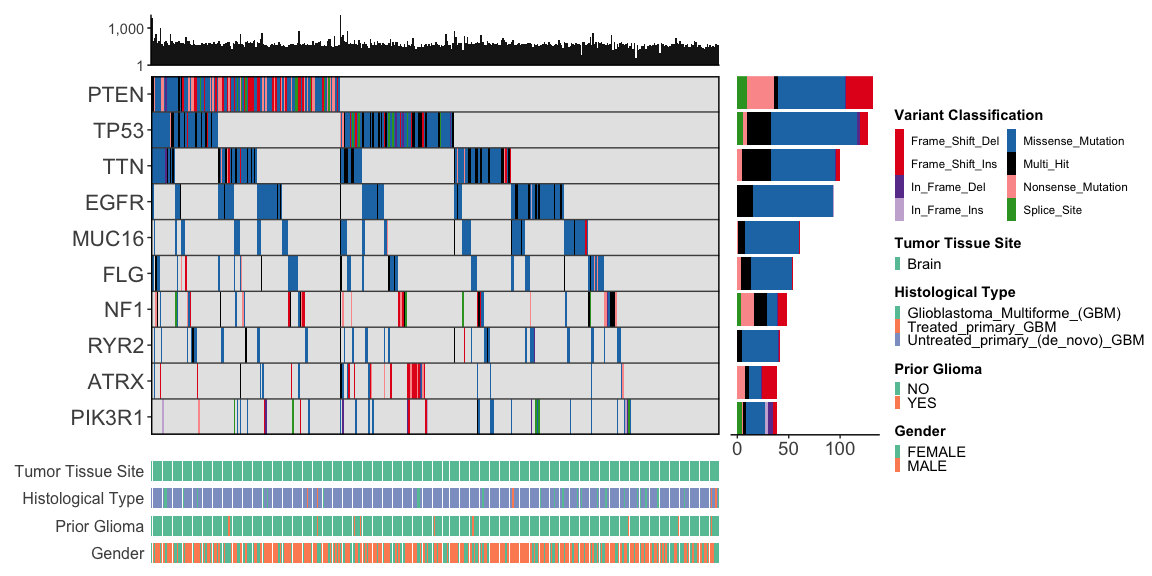 1,000
1
PTEN
TP53
TTN
EGFR
MUC16
FLG
NF1
RYR2
ATRX
PIK3R1
0 50 100
Tumor Tissue Site
Histological Type
Prior Glioma
Gender
Variant Classification
Frame_Shift_Del Missense_Mutation
Frame_Shift_Ins Multi_Hit
In_Frame_Del Nonsense_Mutation
In_Frame_Ins Splice_Site
Tumor Tissue Site
Brain
Histological Type
Glioblastoma_Multiforme_(GBM)
Treated_primary_GBM
Untreated_primary_(de_novo)_GBM
Prior Glioma
NO
YES
Gender
FEMALE
MALE